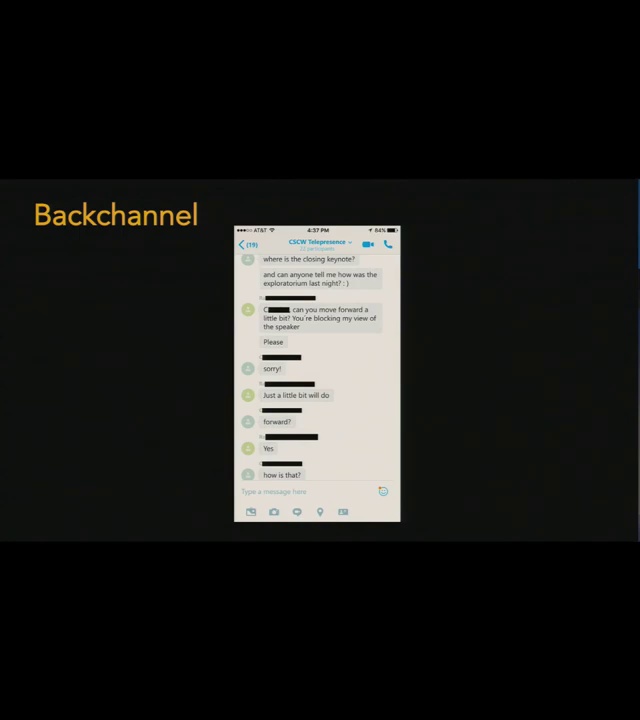 Backchannel
AT&T 4:37 PM 84%
(19) CSCW Telepresence
22 participants
where is the closing keynote?
and can anyone tell me how was the
exploratorium last night? : )
C , can you move forward a
little bit? You're blocking my view of
the speaker
Please
sorry!
Just a little bit will do
forward?
Yes
how is that?
Type a message here